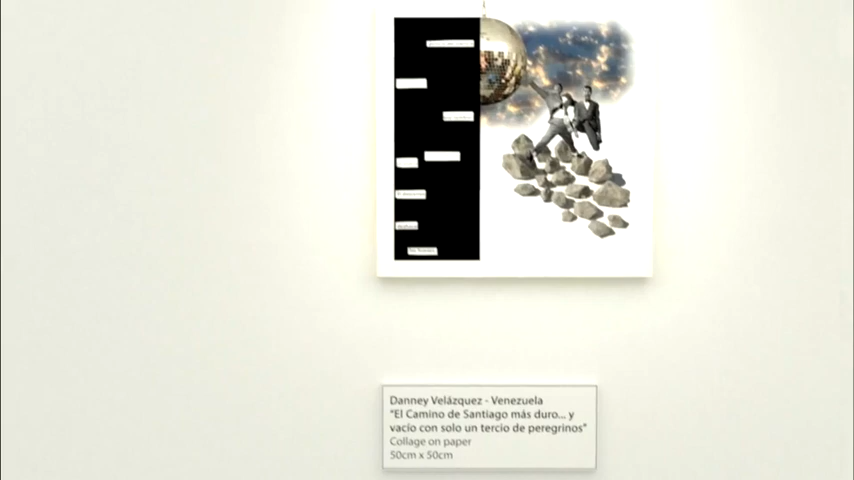 Danney Velázquez - Venezuela
"El Camino de Santiago más duro... y
vacío con solo un tercio de peregrinos"
Collage on paper
50cm x 50cm